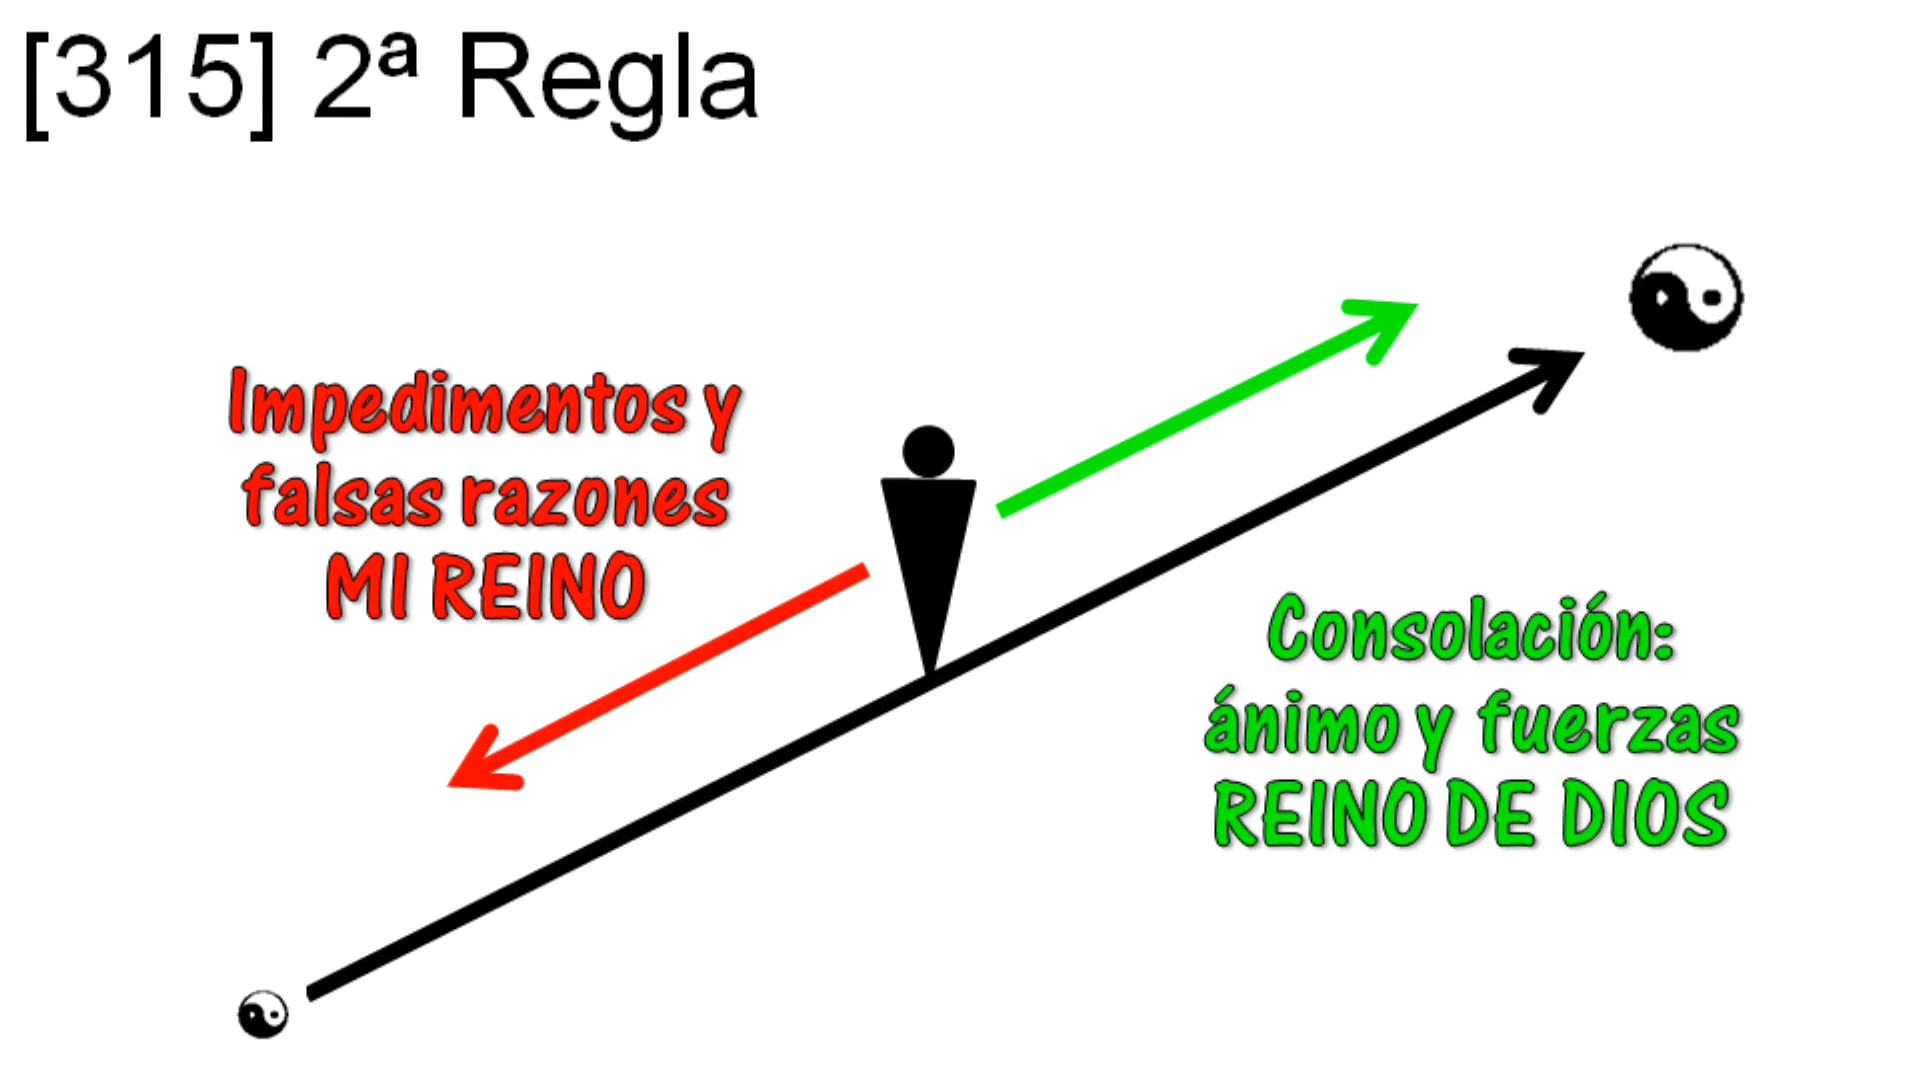 [315] 2ª Regla
Impedimentos y
falsas razones
MI REINO
Consolación:
ánimo y fuerzas
REINO DE DIOS